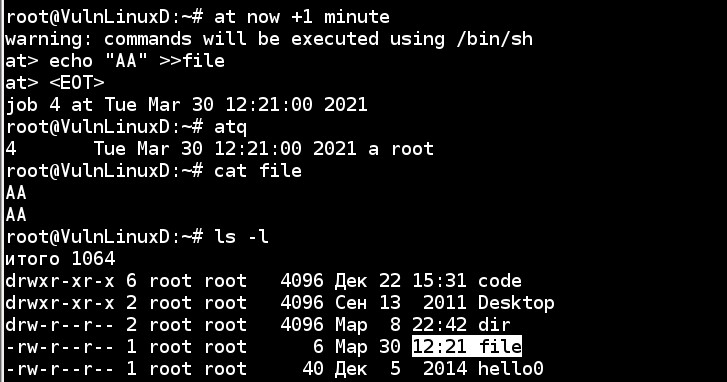 root@VulnLinuxD:~# at now +1 minute
warning: commands will be executed using /bin/sh
at> echo "AA" >>file
at> <EOT>
job 4 at Tue Mar 30 12:21:00 2021
root@VulnLinuxD:~# atq
4       Tue Mar 30 12:21:00 2021 a root
root@VulnLinuxD:~# cat file
AA
AA
root@VulnLinuxD:~# ls -l
итого 1064
drwxr-xr-x 6 root root   4096 Дек 22 15:31 code
drwxr-xr-x 2 root root   4096 Сен 13  2011 Desktop
drw-r--r-- 2 root root   4096 Мар  8 22:42 dir
-rw-r--r-- 1 root root      6 Мар 30 12:21 file
-rw-r--r-- 1 root root     40 Дек  5  2014 hello0